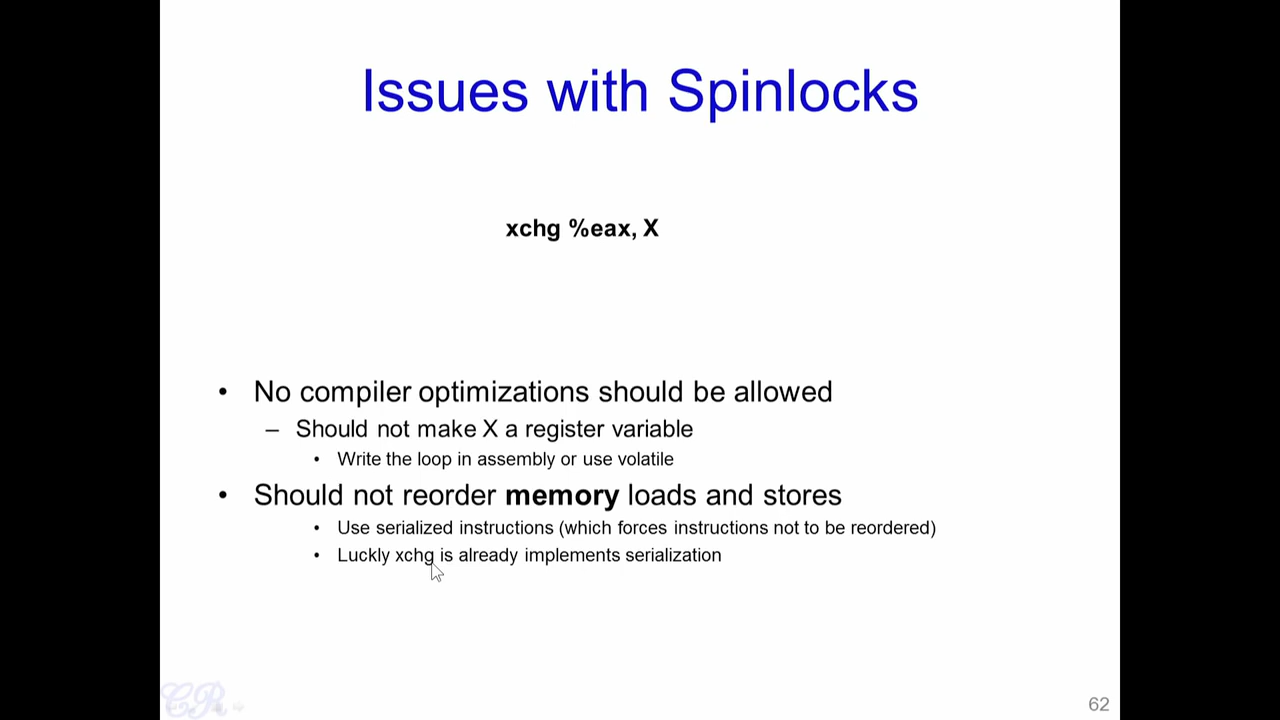 Issues with Spinlocks
xchg %eax, X
• No compiler optimizations should be allowed
– Should not make X a register variable
• Write the loop in assembly or use volatile
• Should not reorder memory loads and stores
• Use serialized instructions (which forces instructions not to be reordered)
• Luckly xchg is already implements serialization
CR
62